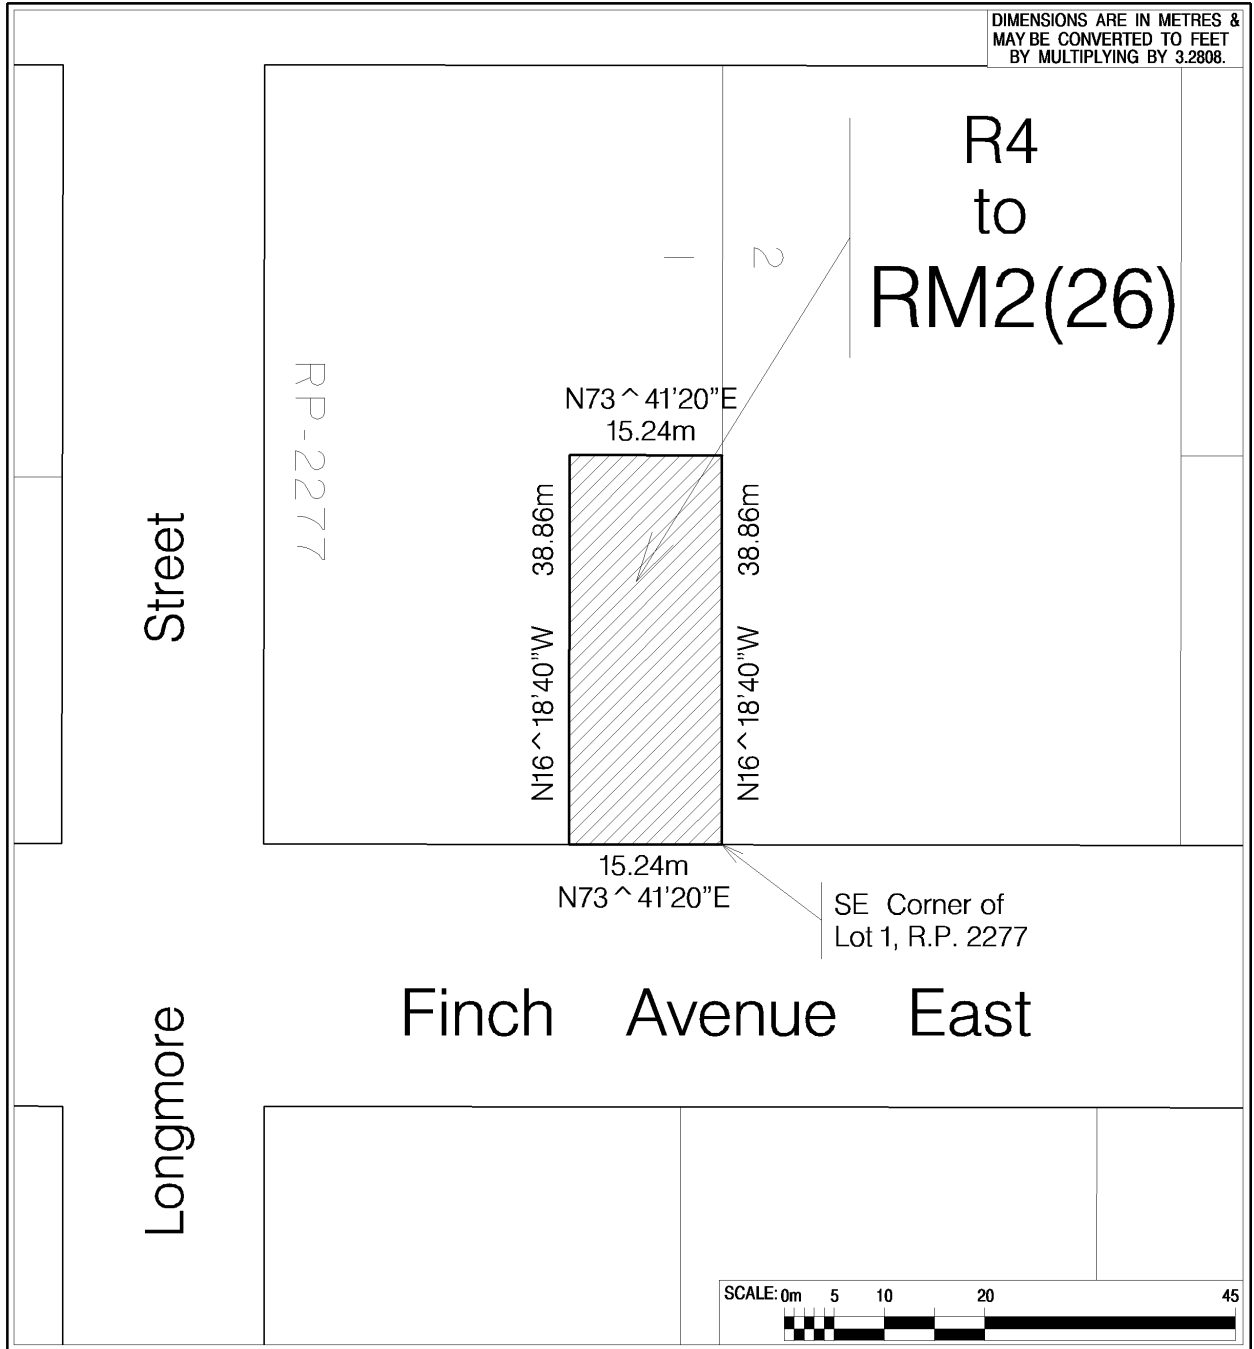 DIMENSIONS ARE IN METRES &
MAY BE CONVERTED TO FEET
BY MULTIPLYING BY 3.2808.
R4
to
RM2(26)
1
2
RP-2277
N73^41'20"E
15.24m
38.86m
N16^18'40"W
38.86m
N16^18'40"W
15.24m
N73^41'20"E
SE Corner of
Lot 1, R.P. 2277
Finch Avenue East
Longmore Street
SCALE: 0m 5 10 20 45